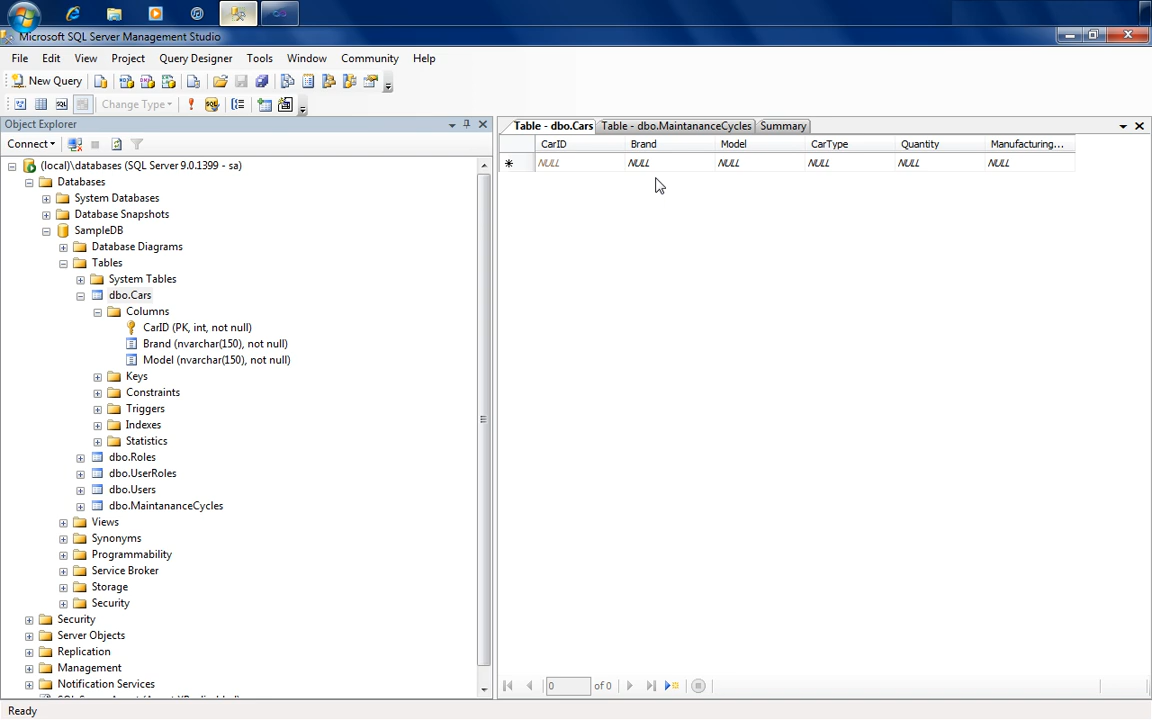 Microsoft SQL Server Management Studio
File Edit View Project Query Designer Tools Window Community Help
New Query
SQL Change Type SQL
Object Explorer
Table - dbo.Cars Table - dbo.MaintananceCycles Summary
Connect
CarID Brand Model CarType Quantity Manufacturing...
NULL NULL NULL NULL NULL NULL
(local)\databases (SQL Server 9.0.1399 - sa)
Databases
System Databases
Database Snapshots
SampleDB
Database Diagrams
Tables
System Tables
dbo.Cars
Columns
CarID (PK, int, not null)
Brand (nvarchar(150), not null)
Model (nvarchar(150), not null)
Keys
Constraints
Triggers
Indexes
Statistics
dbo.Roles
dbo.UserRoles
dbo.Users
dbo.MaintananceCycles
Views
Synonyms
Programmability
Service Broker
Storage
Security
Security
Server Objects
Replication
Management
Notification Services
0 of 0
Ready